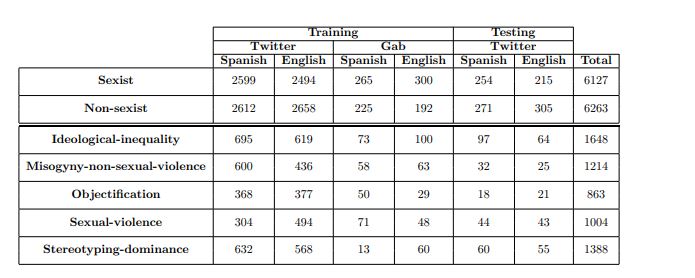 Training Testing
Twitter Gab Twitter
Spanish English Spanish English Spanish English Total
Sexist 2599 2494 265 300 254 215 6127
Non-sexist 2612 2658 225 192 271 305 6263
Ideological-inequality 695 619 73 100 97 64 1648
Misogyny-non-sexual-violence 600 436 58 63 32 25 1214
Objectification 368 377 50 29 18 21 863
Sexual-violence 304 494 71 48 44 43 1004
Stereotyping-dominance 632 568 13 60 60 55 1388